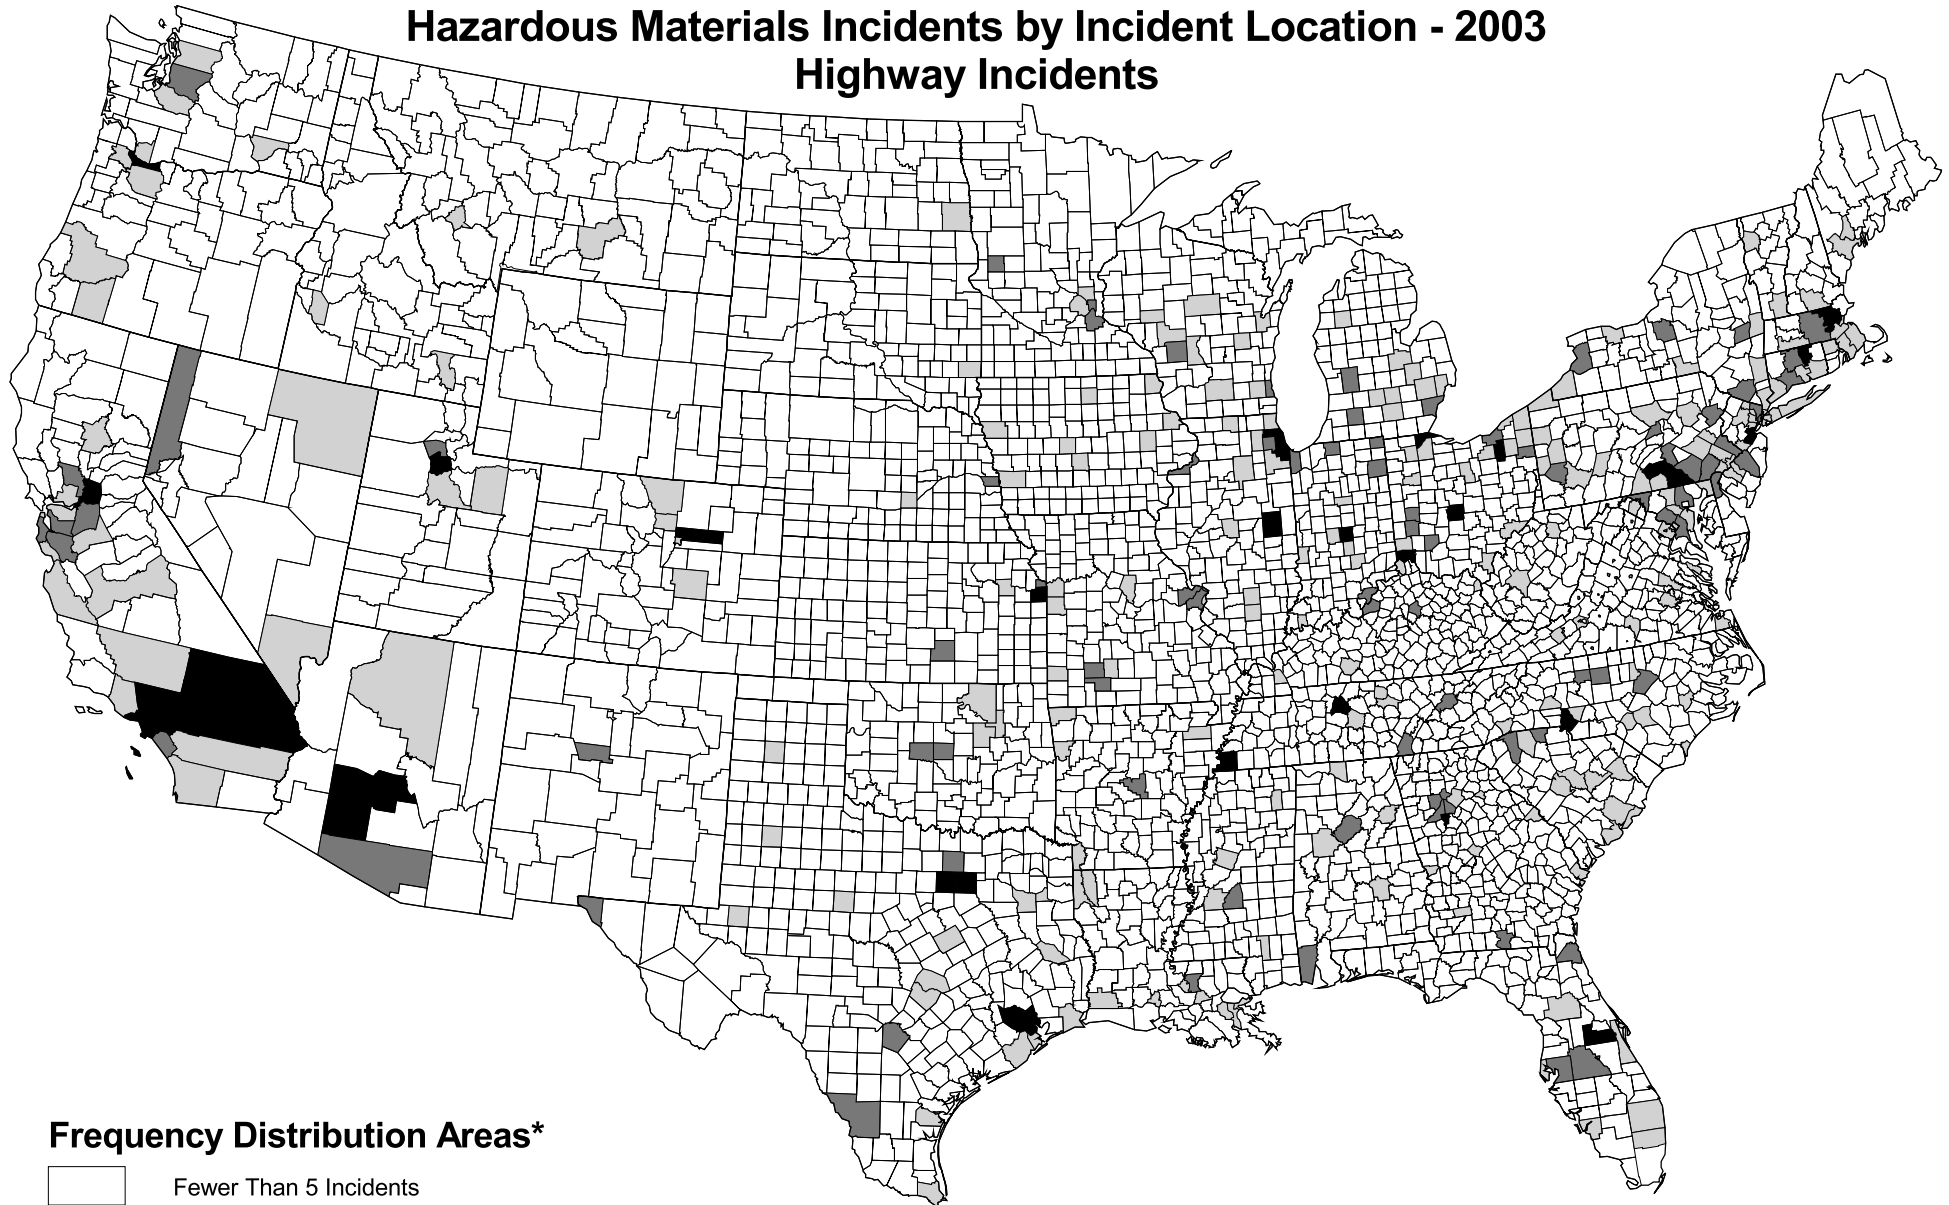 Hazardous Materials Incidents by Incident Location - 2003
Highway Incidents
Frequency Distribution Areas*
Fewer Than 5 Incidents